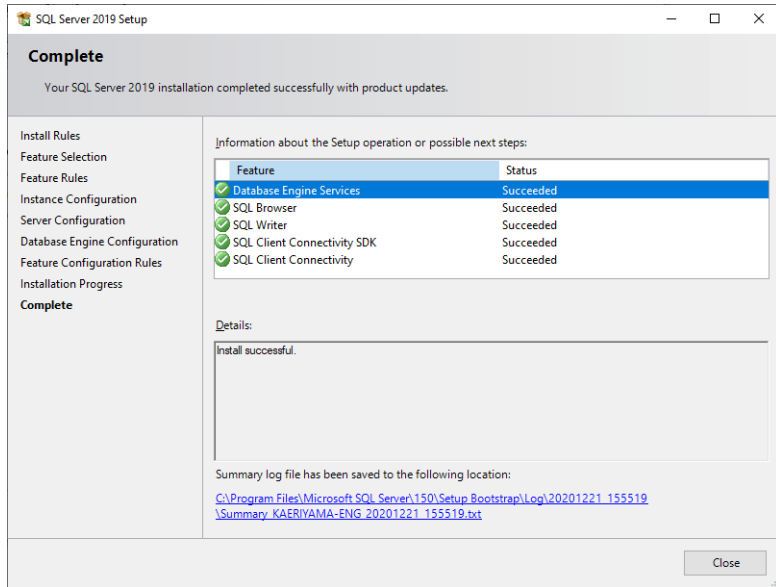 SQL Server 2019 Setup
Complete
Your SQL Server 2019 installation completed successfully with product updates.
Install Rules
Feature Selection
Feature Rules
Instance Configuration
Server Configuration
Database Engine Configuration
Feature Configuration Rules
Installation Progress
Complete
Information about the Setup operation or possible next steps:
Feature Status
Database Engine Services Succeeded
SQL Browser Succeeded
SQL Writer Succeeded
SQL Client Connectivity SDK Succeeded
SQL Client Connectivity Succeeded
Details:
Install successful.
Summary log file has been saved to the following location:
C:\Program Files\Microsoft SQL Server\150\Setup Bootstrap\Log\20201221_155519
\Summary_KAERIYAMA-ENG_20201221_155519.txt
Close